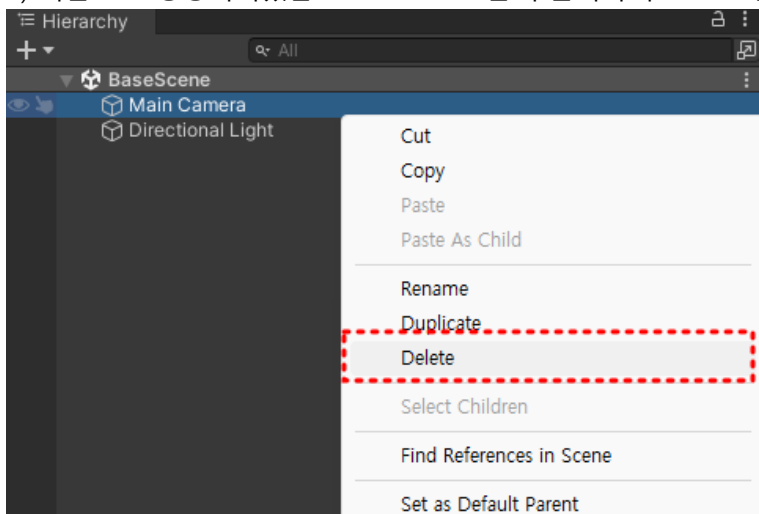 Hierarchy
All
BaseScene
Main Camera
Directional Light
Cut
Copy
Paste
Paste As Child
Rename
Duplicate
Delete
Select Children
Find References in Scene
Set as Default Parent